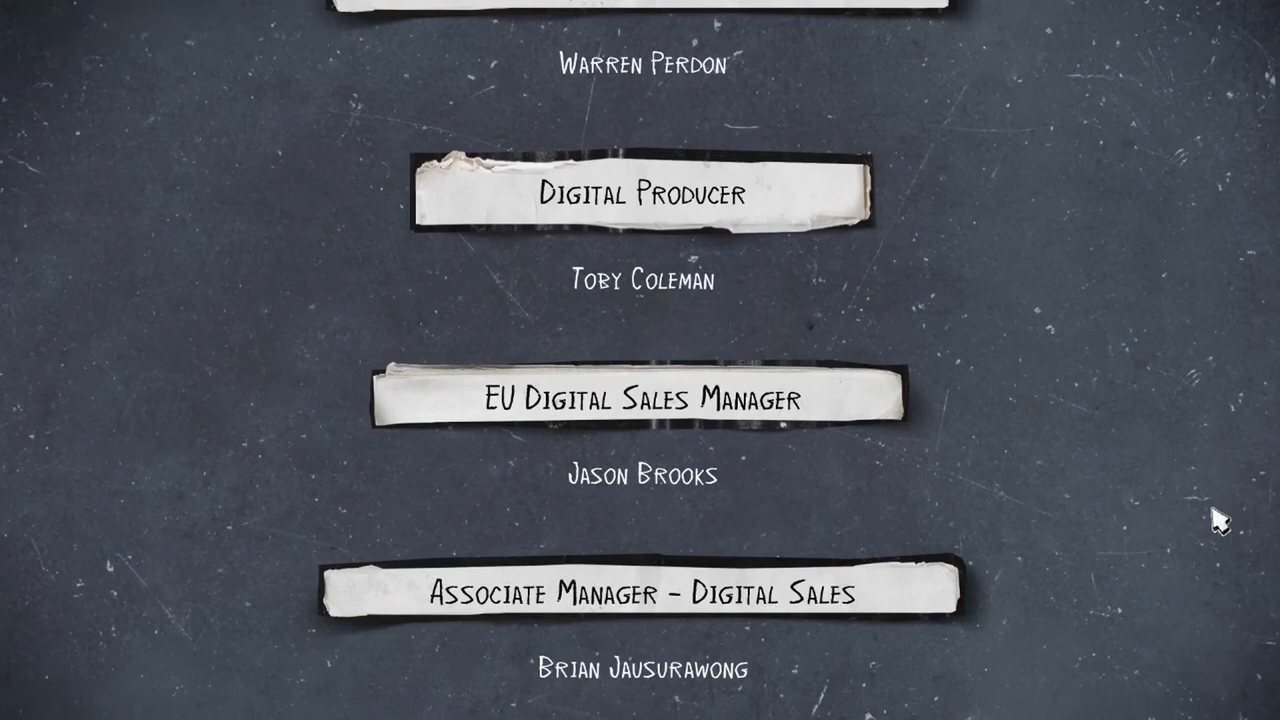 Warren Perdon
Digital Producer
Toby Coleman
EU Digital Sales Manager
Jason Brooks
Associate Manager – Digital Sales
Brian Jausurawong